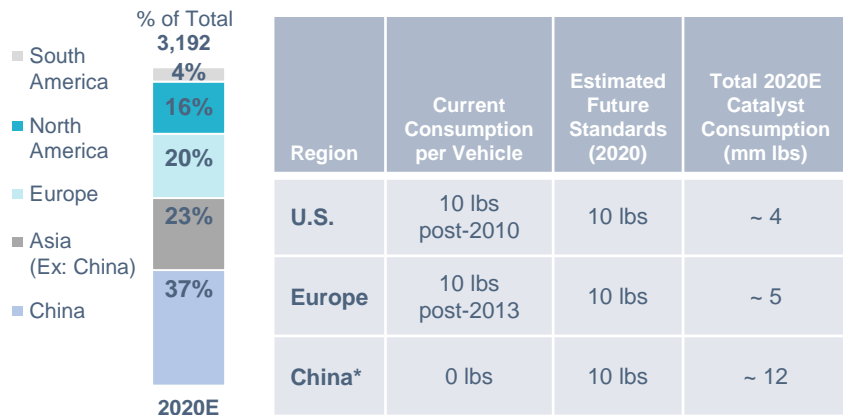 % of Total
3,192
South
America
North
America
Europe
Asia
(Ex: China)
China
4%
16%
20%
23%
37%
2020E
Region
Current
Consumption
per Vehicle
Estimated
Future
Standards
(2020)
Total 2020E
Catalyst
Consumption
(mm lbs)
U.S.
10 lbs
post-2010
10 lbs
~ 4
Europe
10 lbs
post-2013
10 lbs
~ 5
China*
0 lbs
10 lbs
~ 12